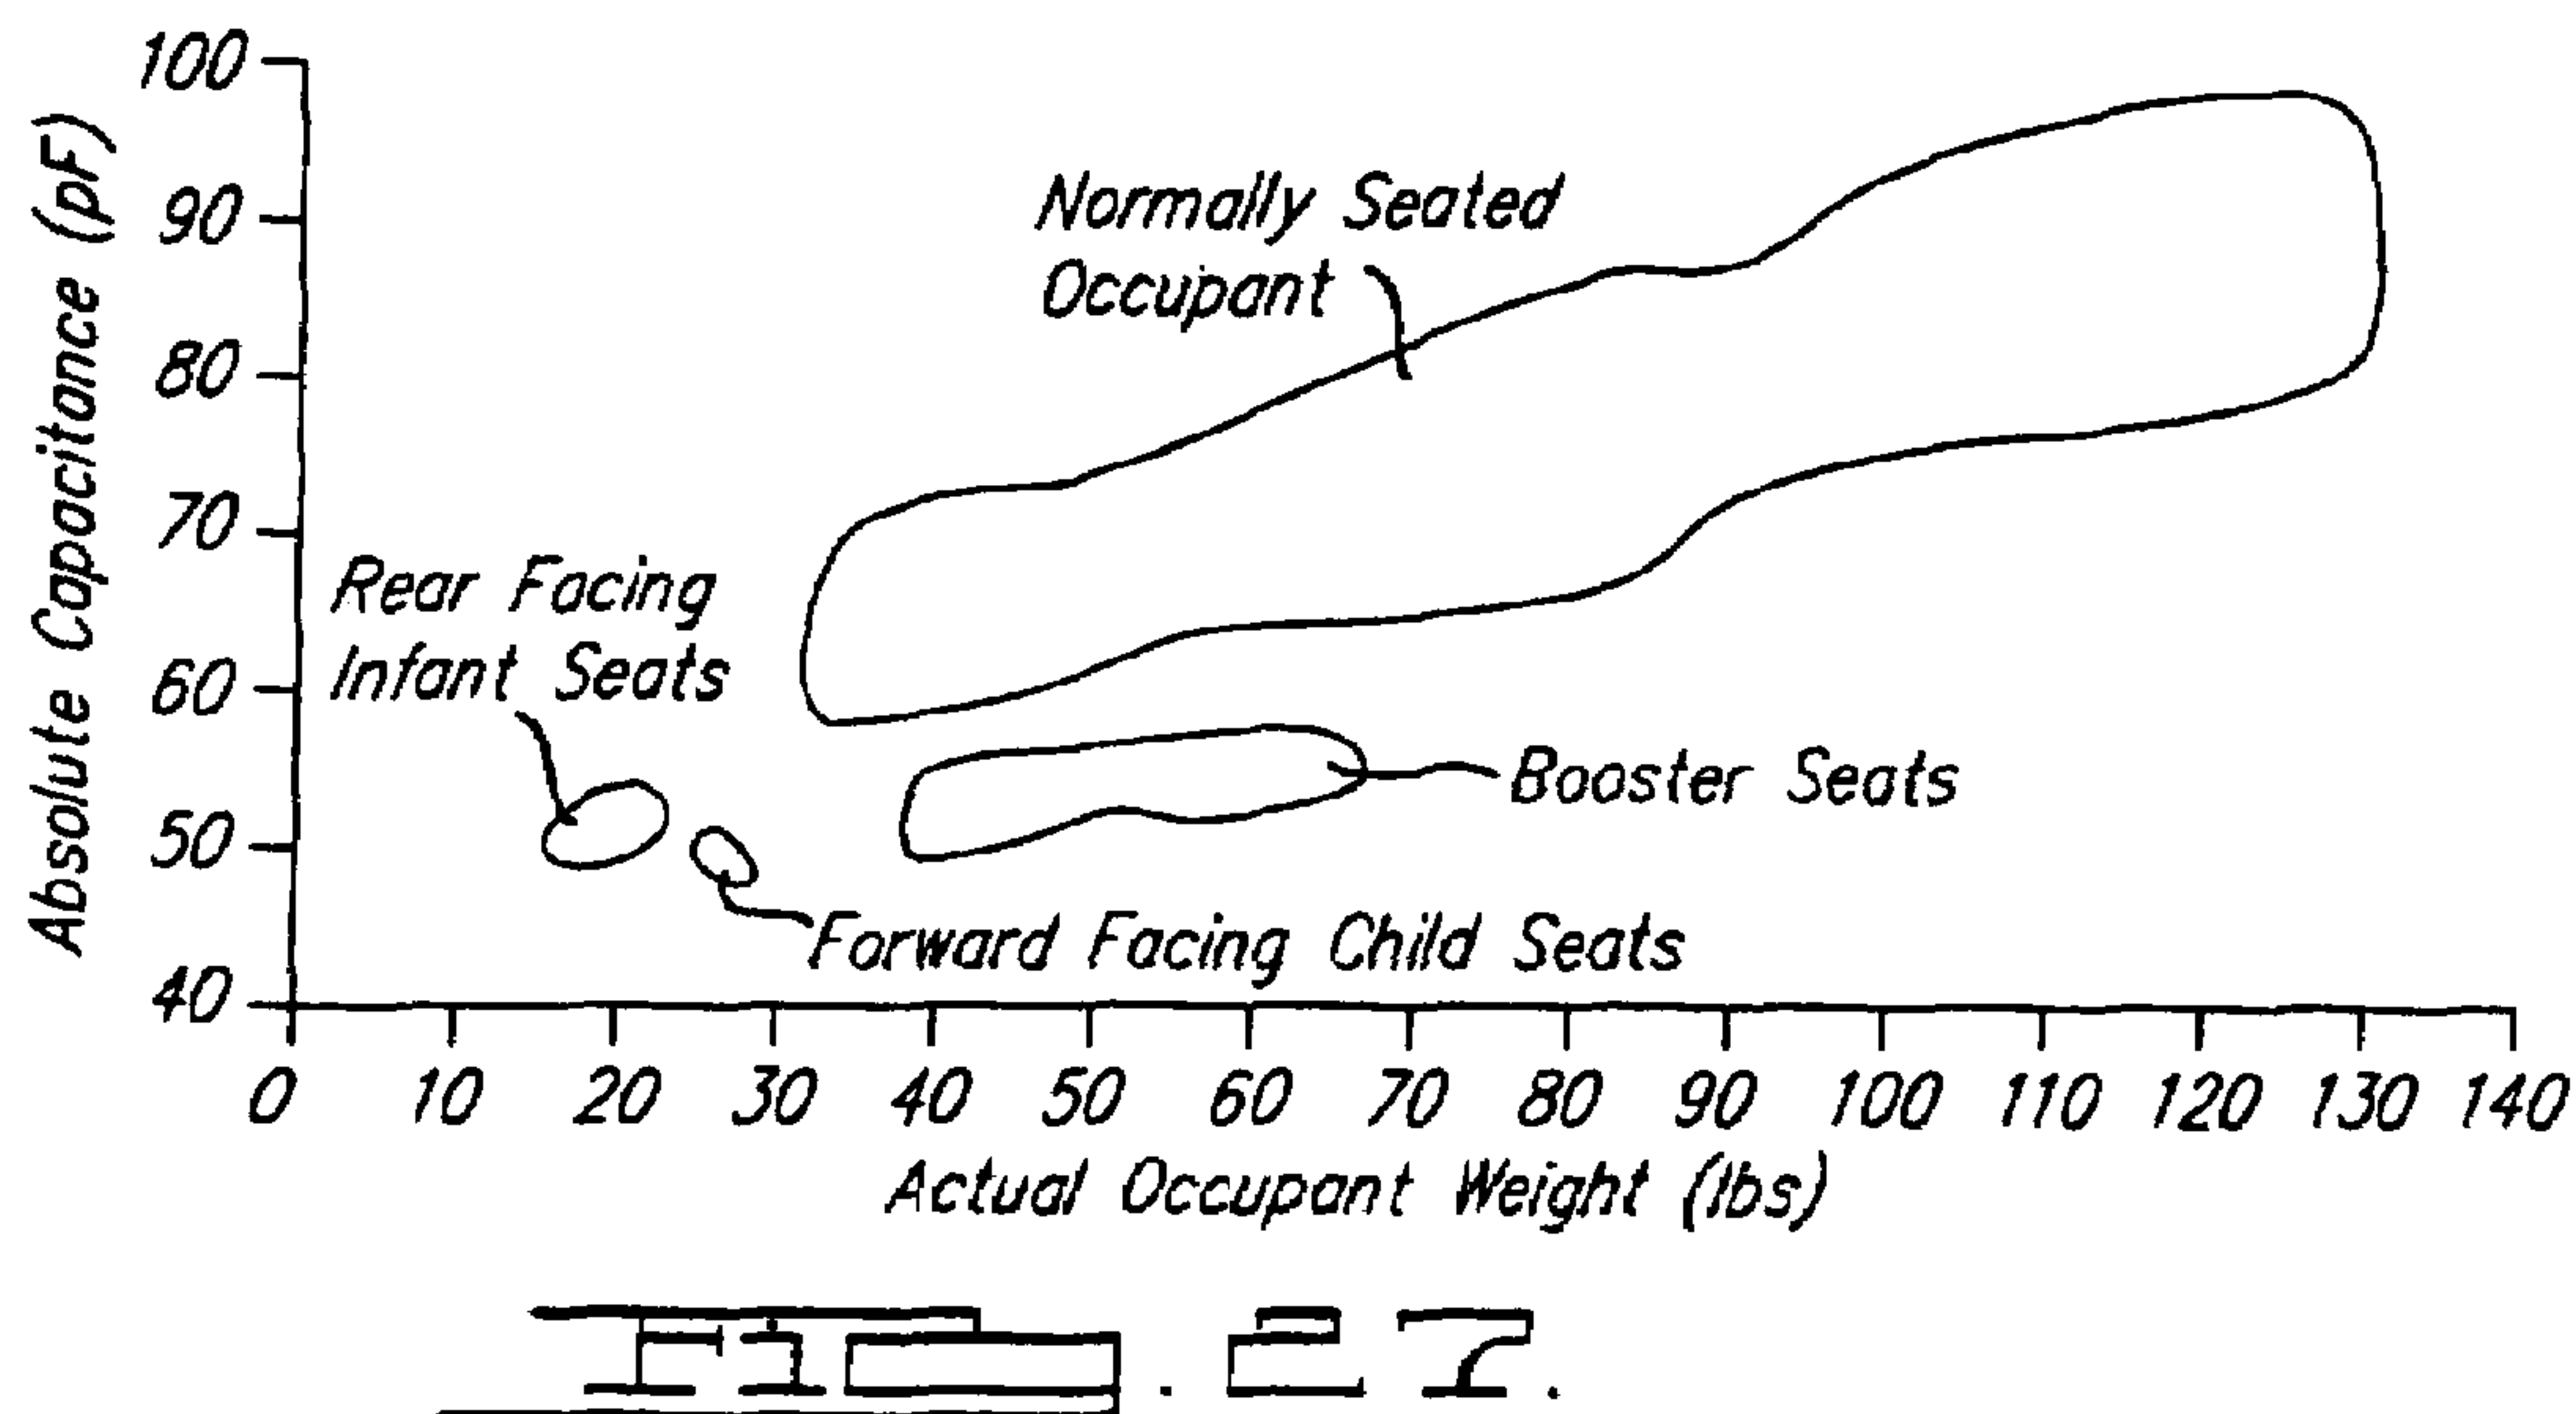 Absolute Capacitance (pF)
100
90
80
70
60
50
40
Normally Seated
Occupant
Rear Facing
Infant Seats
Booster Seats
Forward Facing Child Seats
0 10 20 30 40 50 60 70 80 90 100 110 120 130 140
Actual Occupant Weight (lbs)
FIG. 27.